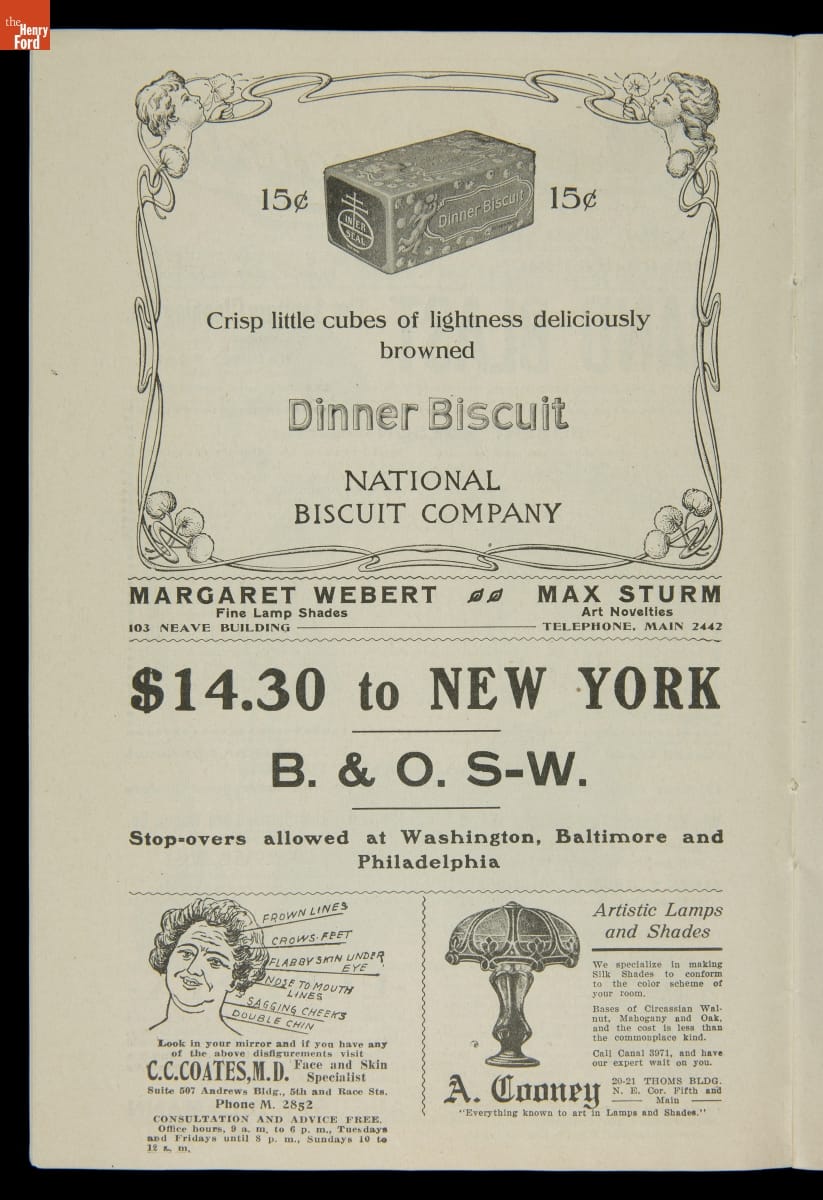 the
Henry
Ford
15¢
15¢
INER
SEAL
Dinner Biscuit
Crisp little cubes of lightness deliciously
browned
Dinner Biscuit
NATIONAL
BISCUIT COMPANY
MARGARET WEBERT MAX STURM
Fine Lamp Shades Art Novelties
103 NEAVE BUILDING TELEPHONE, MAIN 2442
$14.30 to NEW YORK
B. & O. S-W.
Stop-overs allowed at Washington, Baltimore and
Philadelphia
FROWN LINES
CROWS-FEET
FLABBY SKIN UNDER
EYE
NOSE TO MOUTH
LINES
SAGGING CHEEKS
DOUBLE CHIN
Look in your mirror and if you have any
of the above disfigurements visit
C.C.COATES, M.D. Face and Skin
Specialist
Suite 507 Andrews Bldg., 5th and Race Sts.
Phone M. 2852
CONSULTATION AND ADVICE FREE.
Office hours, 9 a. m. to 6 p. m., Tuesdays
and Fridays until 8 p. m., Sundays 10 to
12 a. m.
Artistic Lamps
and Shades
We specialize in making
Silk Shades to conform
to the color scheme of
your room.
Bases of Circassian Wal-
nut, Mahogany and Oak,
and the cost is less than
the commonplace kind.
Call Canal 3971, and have
our expert wait on you.
A. Cooney
20-21 THOMS BLDG.
N. E. Cor. Fifth and
Main
"Everything known to art in Lamps and Shades."